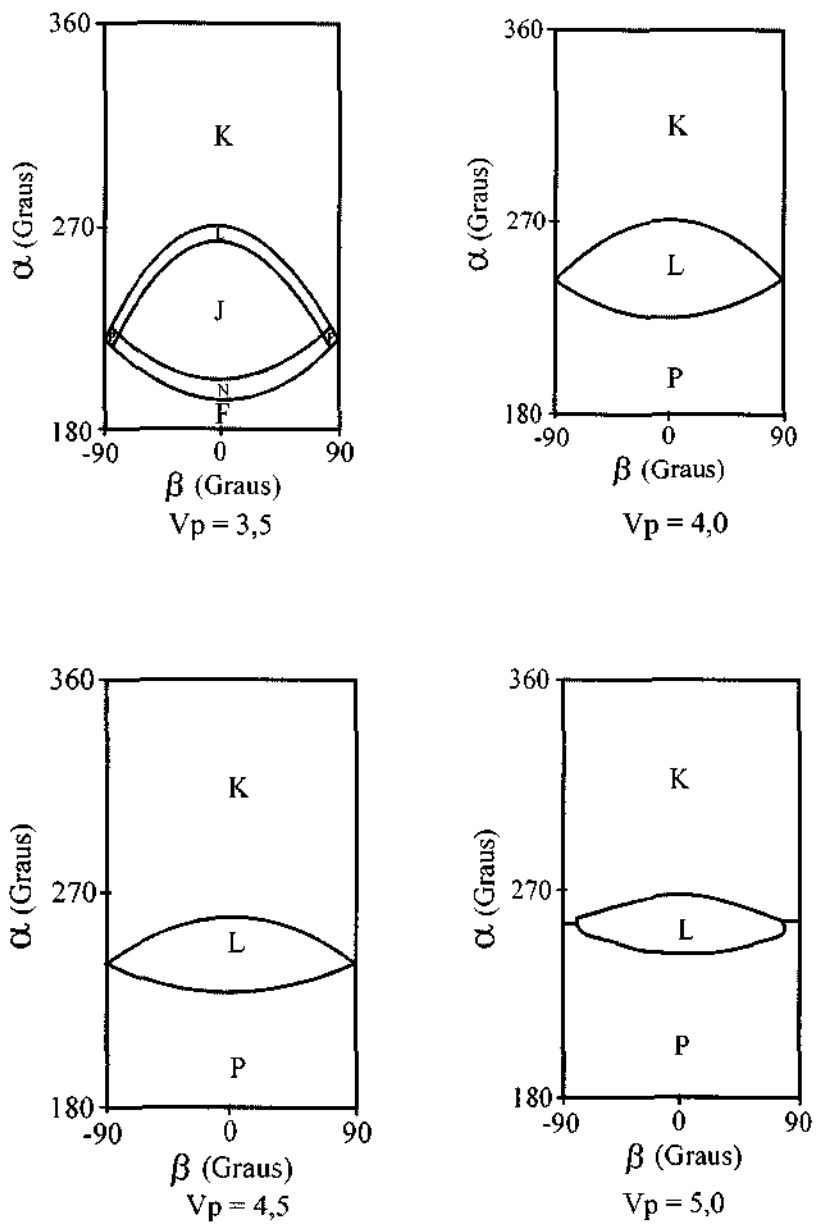 360
K
α (Graus)
270
L
J
N
F
180
-90 0 90
β (Graus)
Vp = 3,5
360
K
α (Graus)
270
L
P
180
-90 0 90
β (Graus)
Vp = 4,0
360
K
α (Graus)
270
L
P
180
-90 0 90
β (Graus)
Vp = 4,5
360
K
α (Graus)
270
L
P
180
-90 0 90
β (Graus)
Vp = 5,0